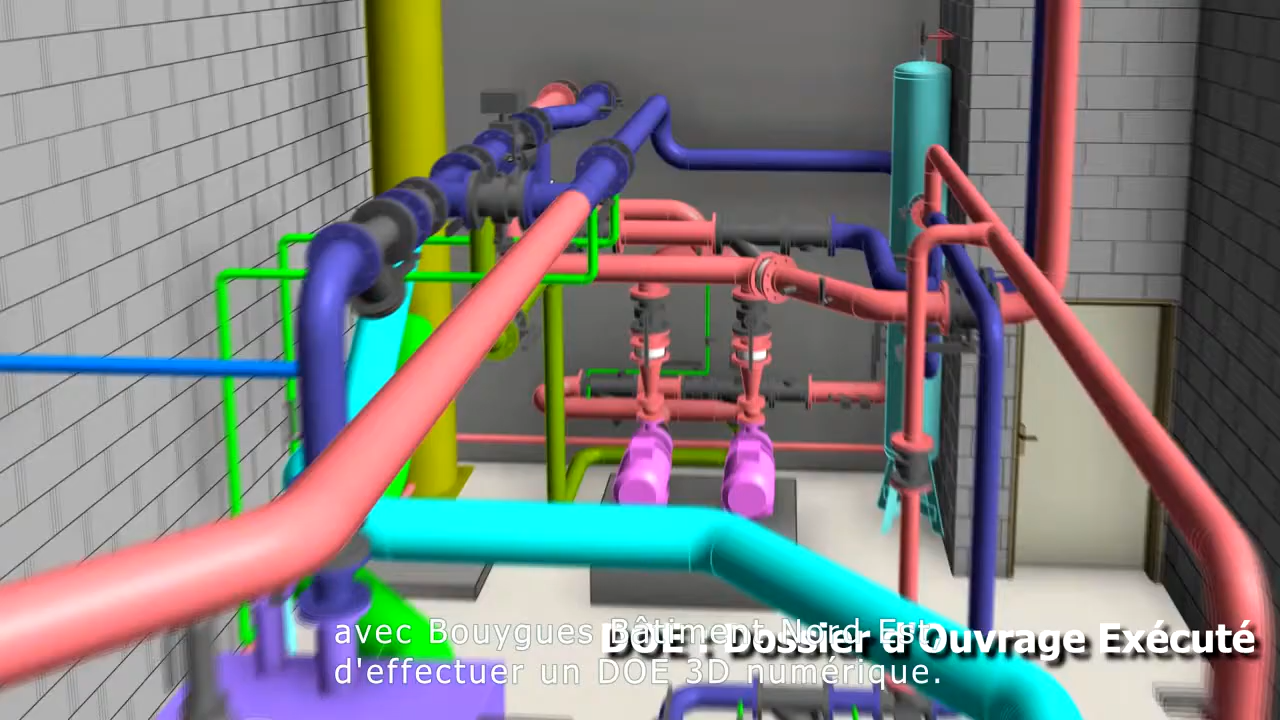 avec Bouygues Bâtiment Nord Est,
d'effectuer un DOE 3D numérique.
DOE : Dossier d'Ouvrage Exécuté